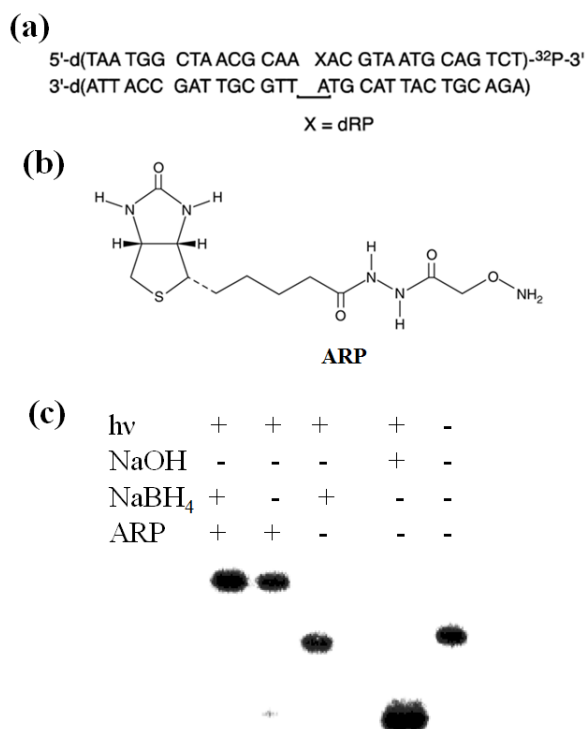 (a)
5'-d(TAA TGG CTA ACG CAA XAC GTA ATG CAG TCT)-³²P-3'
3'-d(ATT ACC GAT TGC GTT ATG CAT TAC TGC AGA)
X = dRP
(b)
O
H N N H
H H
S
O
H
N N
H
O
O NH₂
ARP
(c)
hν + + + + -
NaOH - - - + -
NaBH₄ + - + - -
ARP + + - - -